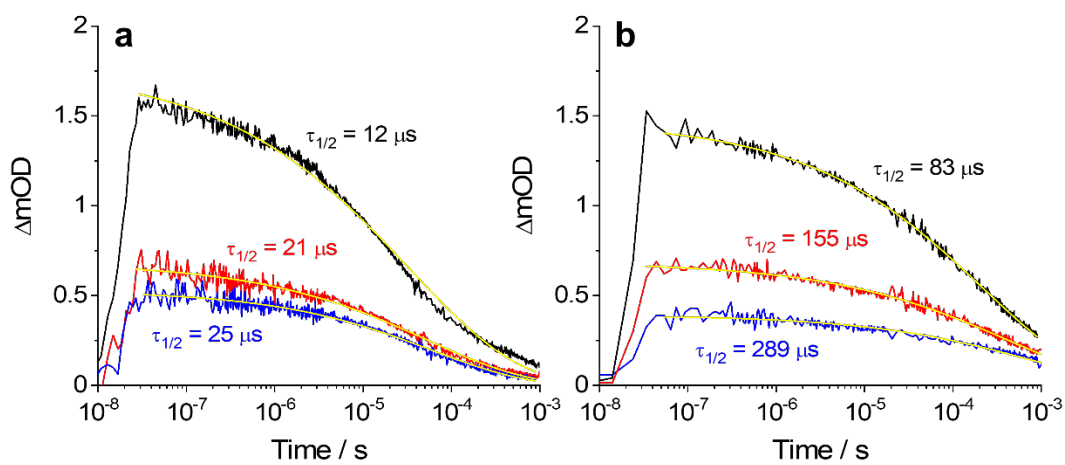 a
2
1.5
1
0.5
0
ΔmOD
τ1/2 = 12 μs
τ1/2 = 21 μs
τ1/2 = 25 μs
10-8 10-7 10-6 10-5 10-4 10-3
Time / s
b
2
1.5
1
0.5
0
ΔmOD
τ1/2 = 83 μs
τ1/2 = 155 μs
τ1/2 = 289 μs
10-8 10-7 10-6 10-5 10-4 10-3
Time / s